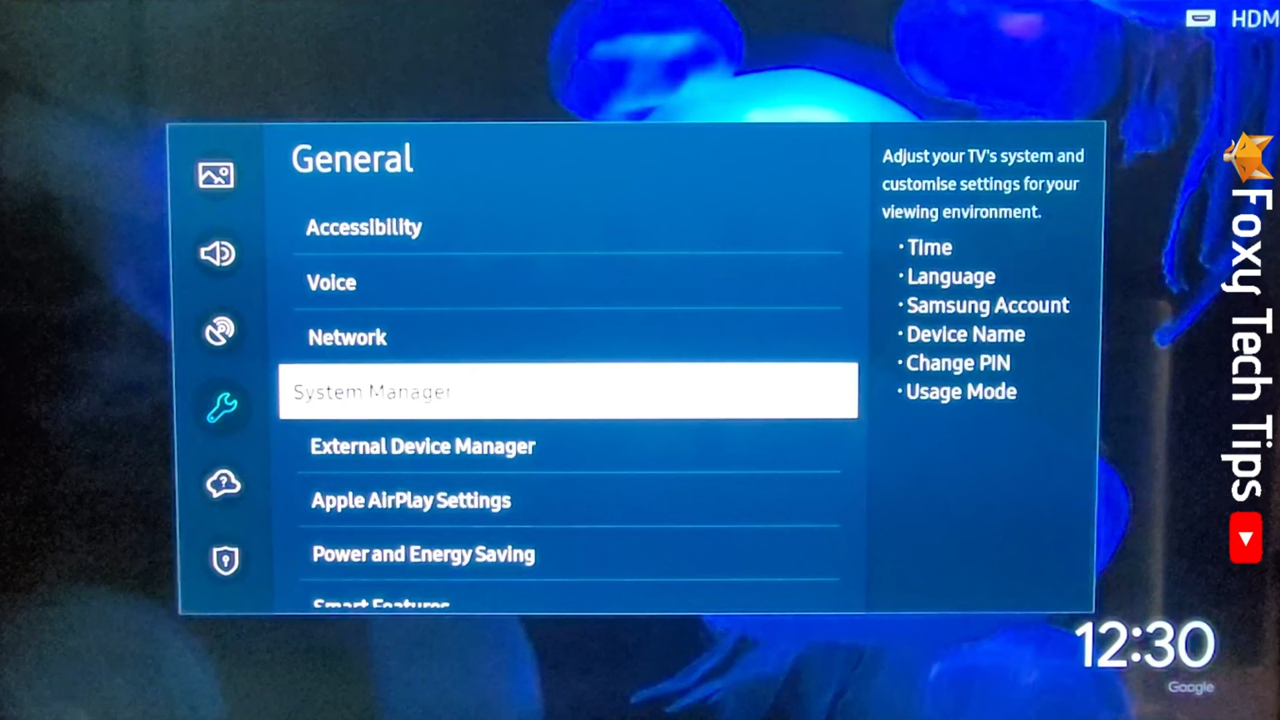 HDM
General
Accessibility
Voice
Network
System Manager
External Device Manager
Apple AirPlay Settings
Power and Energy Saving
Smart Features
Adjust your TV's system and
customise settings for your
viewing environment.
· Time
· Language
· Samsung Account
· Device Name
· Change PIN
· Usage Mode
Foxy Tech Tips
12:30
Google